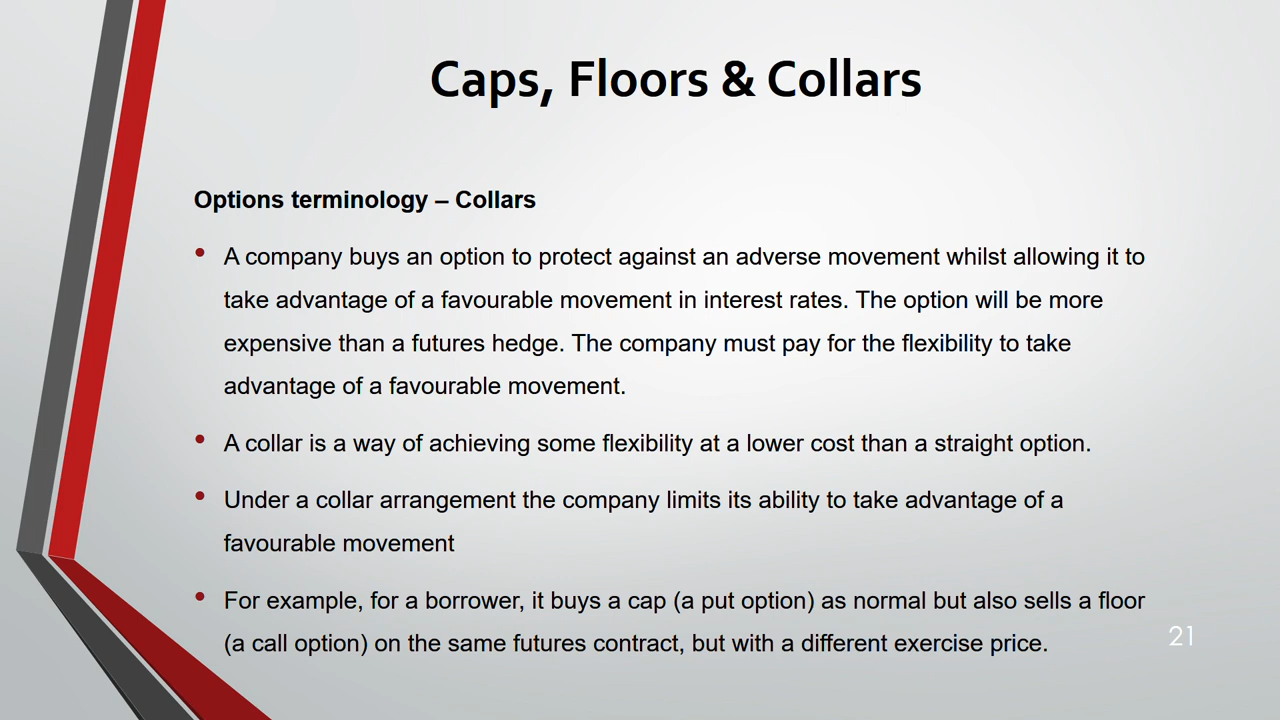 Caps, Floors & Collars
Options terminology – Collars
• A company buys an option to protect against an adverse movement whilst allowing it to
take advantage of a favourable movement in interest rates. The option will be more
expensive than a futures hedge. The company must pay for the flexibility to take
advantage of a favourable movement.
• A collar is a way of achieving some flexibility at a lower cost than a straight option.
• Under a collar arrangement the company limits its ability to take advantage of a
favourable movement
• For example, for a borrower, it buys a cap (a put option) as normal but also sells a floor
(a call option) on the same futures contract, but with a different exercise price.
21